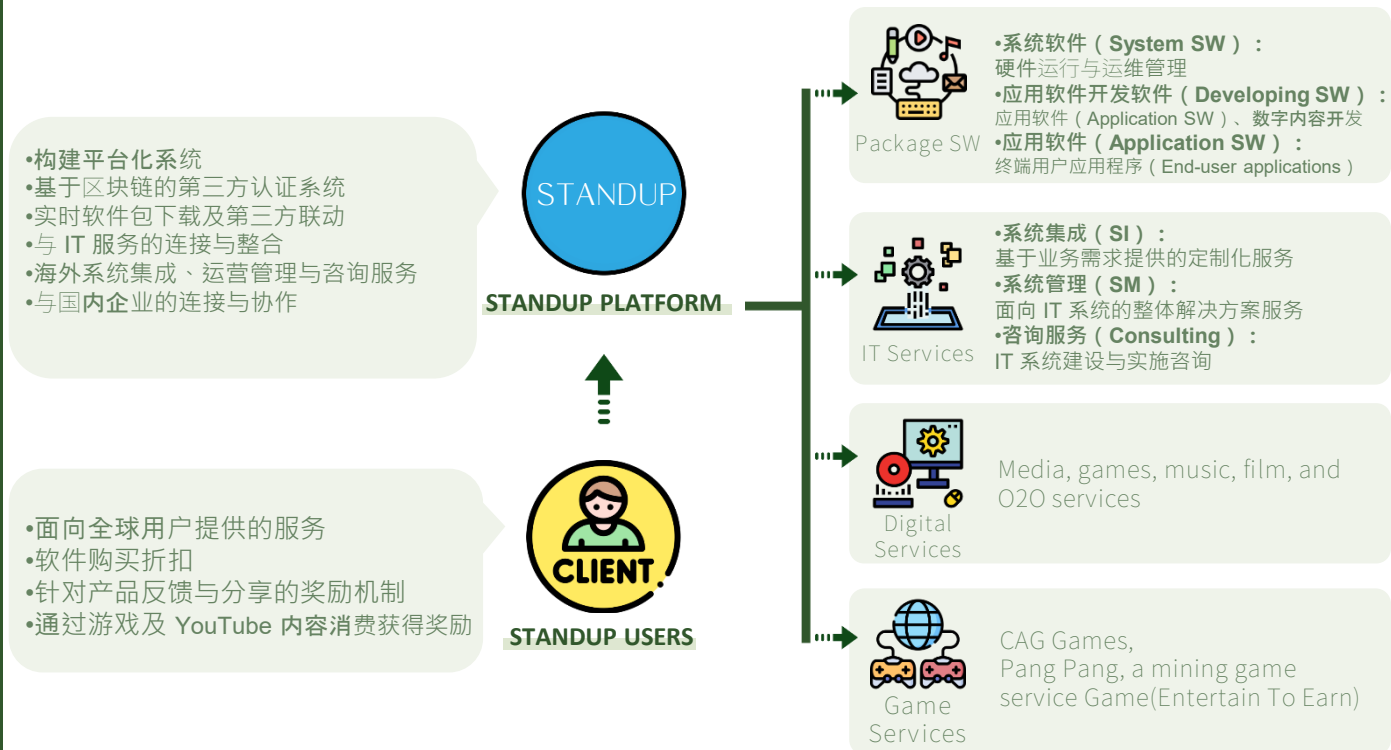 •构建平台化系统
•基于区块链的第三方认证系统
•实时软件包下载及第三方联动
•与 IT 服务的连接与整合
•海外系统集成、运营管理与咨询服务
•与国内企业的连接与协作
STANDUP
STANDUP PLATFORM
•面向全球用户提供的服务
•软件购买折扣
•针对产品反馈与分享的奖励机制
•通过游戏及 YouTube 内容消费获得奖励
CLIENT
STANDUP USERS
Package SW
•系统软件（System SW）:
硬件运行与运维管理
•应用软件开发软件（Developing SW）:
应用软件（Application SW）、数字内容开发
•应用软件（Application SW）:
终端用户应用程序（End-user applications）
IT Services
•系统集成（SI）:
基于业务需求提供的定制化服务
•系统管理（SM）:
面向 IT 系统的整体解决方案服务
•咨询服务（Consulting）:
IT 系统建设与实施咨询
Digital
Services
Media, games, music, film, and
O2O services
Game
Services
CAG Games,
Pang Pang, a mining game
service Game(Entertain To Earn)